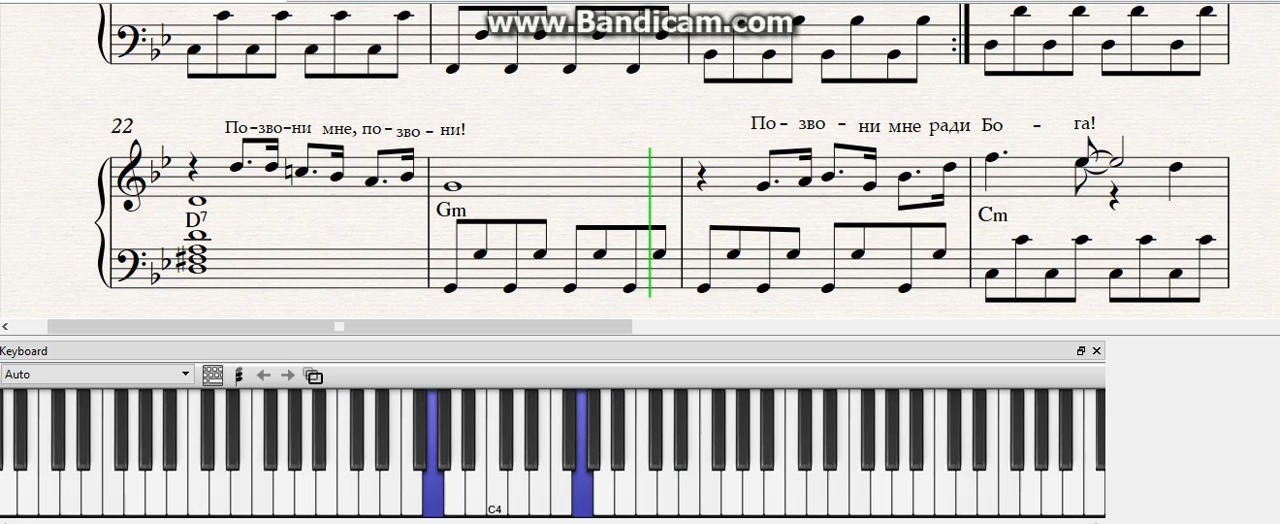 www.Bandicam.com
22
По-зво-ни мне, по-зво-ни!
По-зво-ни мне ради Бо-га!
D7
Gm
Cm
Keyboard
Auto
C4